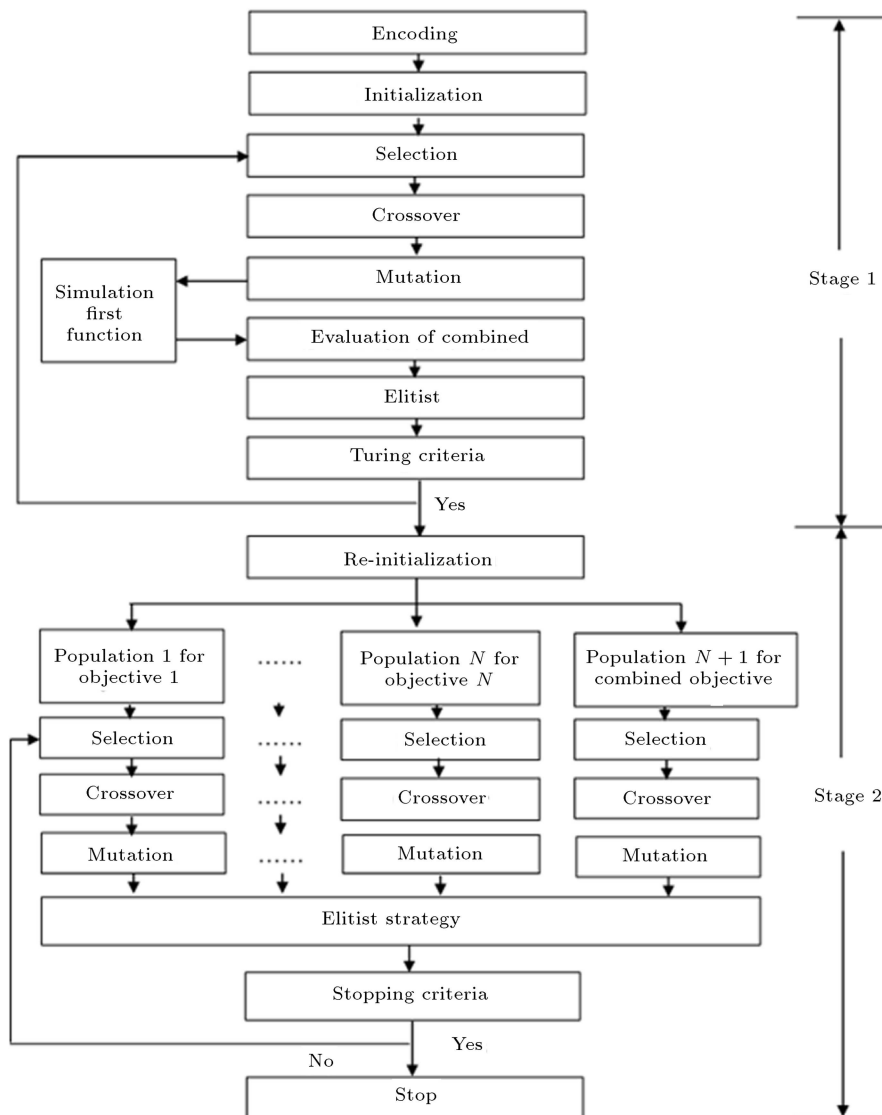 Encoding
Initialization
Selection
Crossover
Mutation
Simulation
first
function
Evaluation of combined
Elitist
Turing criteria
Yes
Stage 1
Re-initialization
Population 1 for
objective 1
......
Population N for
objective N
Population N + 1 for
combined objective
Selection
......
Selection
Selection
Crossover
......
Crossover
Crossover
Stage 2
Mutation
......
Mutation
Mutation
Elitist strategy
Stopping criteria
Yes
No
Stop